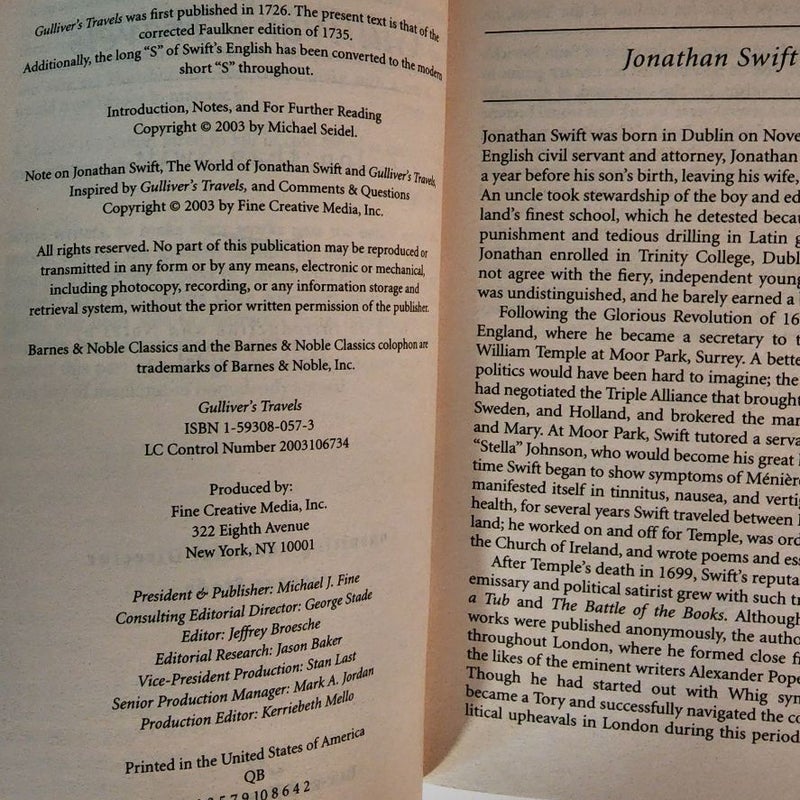 Gulliver's Travels was first published in 1726. The present text is that of the
corrected Faulkner edition of 1735.
Additionally, the long “S” of Swift's English has been converted to the modern
short “S” throughout.
Introduction, Notes, and For Further Reading
Copyright © 2003 by Michael Seidel.
Note on Jonathan Swift, The World of Jonathan Swift and Gulliver's Travels,
Inspired by Gulliver's Travels, and Comments & Questions
Copyright © 2003 by Fine Creative Media, Inc.
All rights reserved. No part of this publication may be reproduced or
transmitted in any form or by any means, electronic or mechanical,
including photocopy, recording, or any information storage and
retrieval system, without the prior written permission of the publisher.
Barnes & Noble Classics and the Barnes & Noble Classics colophon are
trademarks of Barnes & Noble, Inc.
Gulliver's Travels
ISBN 1-59308-057-3
LC Control Number 2003106734
Produced by:
Fine Creative Media, Inc.
322 Eighth Avenue
New York, NY 10001
President & Publisher: Michael J. Fine
Consulting Editorial Director: George Stade
Editor: Jeffrey Broesche
Editorial Research: Jason Baker
Vice-President Production: Stan Last
Senior Production Manager: Mark A. Jordan
Production Editor: Kerriebeth Mello
Printed in the United States of America
QB
3 5 7 9 10 8 6 4 2
Jonathan Swift
Jonathan Swift was born in Dublin on Nove
English civil servant and attorney, Jonathan
a year before his son's birth, leaving his wife,
An uncle took stewardship of the boy and ed
land's finest school, which he detested becau
punishment and tedious drilling in Latin g
Jonathan enrolled in Trinity College, Dubl
not agree with the fiery, independent young
was undistinguished, and he barely earned a
Following the Glorious Revolution of 16
England, where he became a secretary to t
William Temple at Moor Park, Surrey. A bette
politics would have been hard to imagine; the
had negotiated the Triple Alliance that brought
Sweden, and Holland, and brokered the mar
and Mary. At Moor Park, Swift tutored a serva
“Stella” Johnson, who would become his great
time Swift began to show symptoms of Ménièr
manifested itself in tinnitus, nausea, and verti
health, for several years Swift traveled between
land; he worked on and off for Temple, was ord
the Church of Ireland, and wrote poems and ess
After Temple's death in 1699, Swift's reputa
emissary and political satirist grew with such tr
a Tub and The Battle of the Books. Although
works were published anonymously, the autho
throughout London, where he formed close fr
the likes of the eminent writers Alexander Pope
Though he had started out with Whig sym
became a Tory and successfully navigated the co
litical upheavals in London during this period